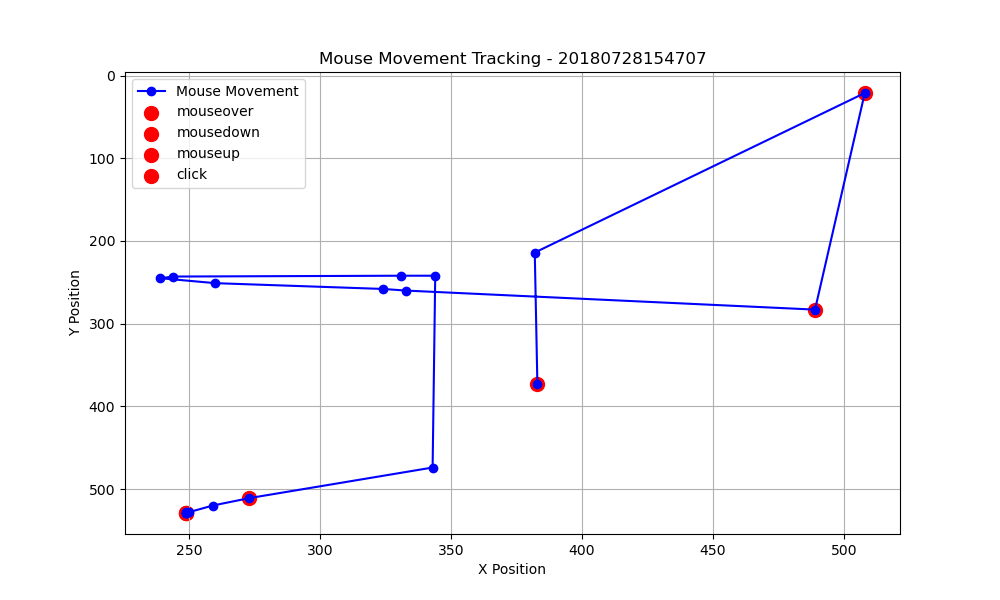 Mouse Movement Tracking - 20180728154707
Mouse Movement
mouseover
mousedown
mouseup
click
0
100
200
300
400
500
Y Position
250
300
350
400
450
500
X Position